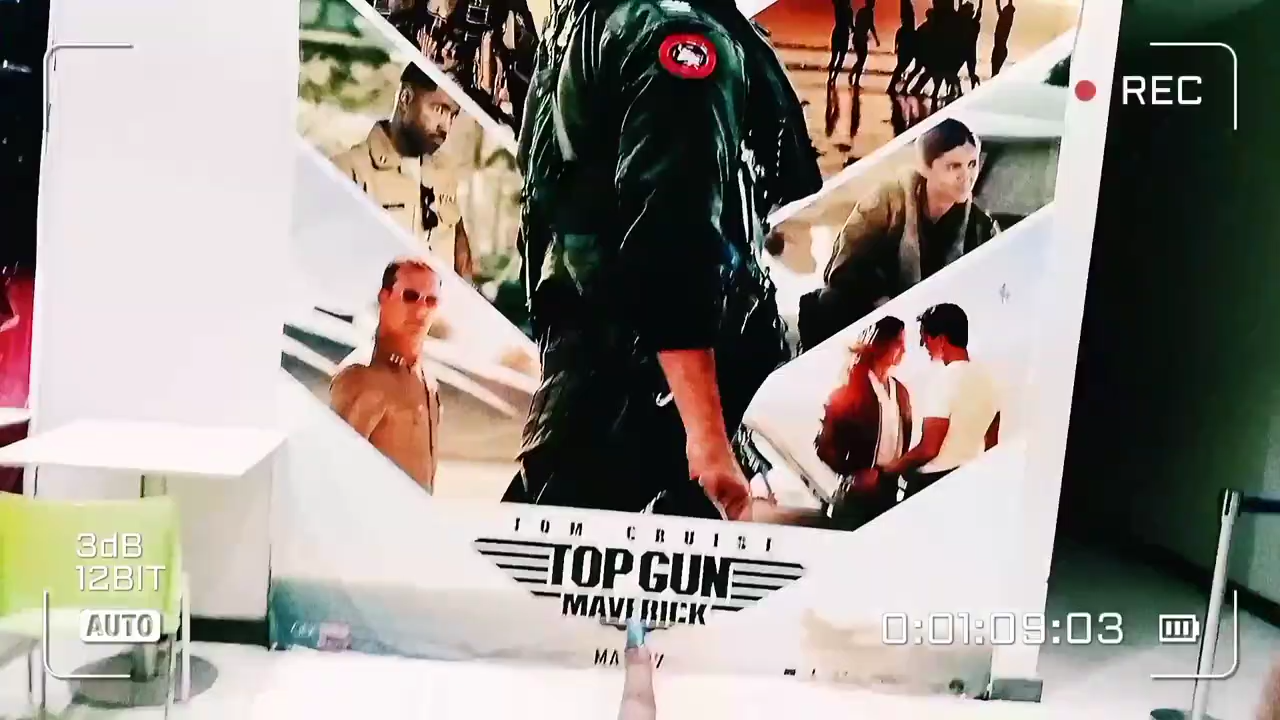 REC
TOM CRUISE
TOP GUN
MAVERICK
3dB
12BIT
AUTO
0:01:09:03